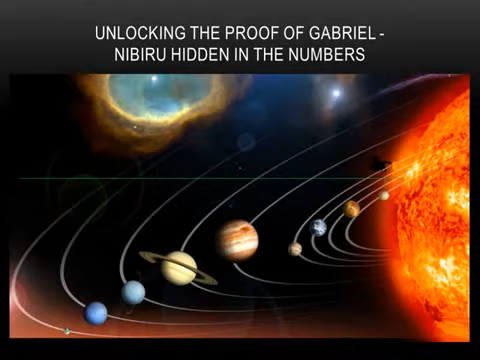 UNLOCKING THE PROOF OF GABRIEL -
NIBIRU HIDDEN IN THE NUMBERS